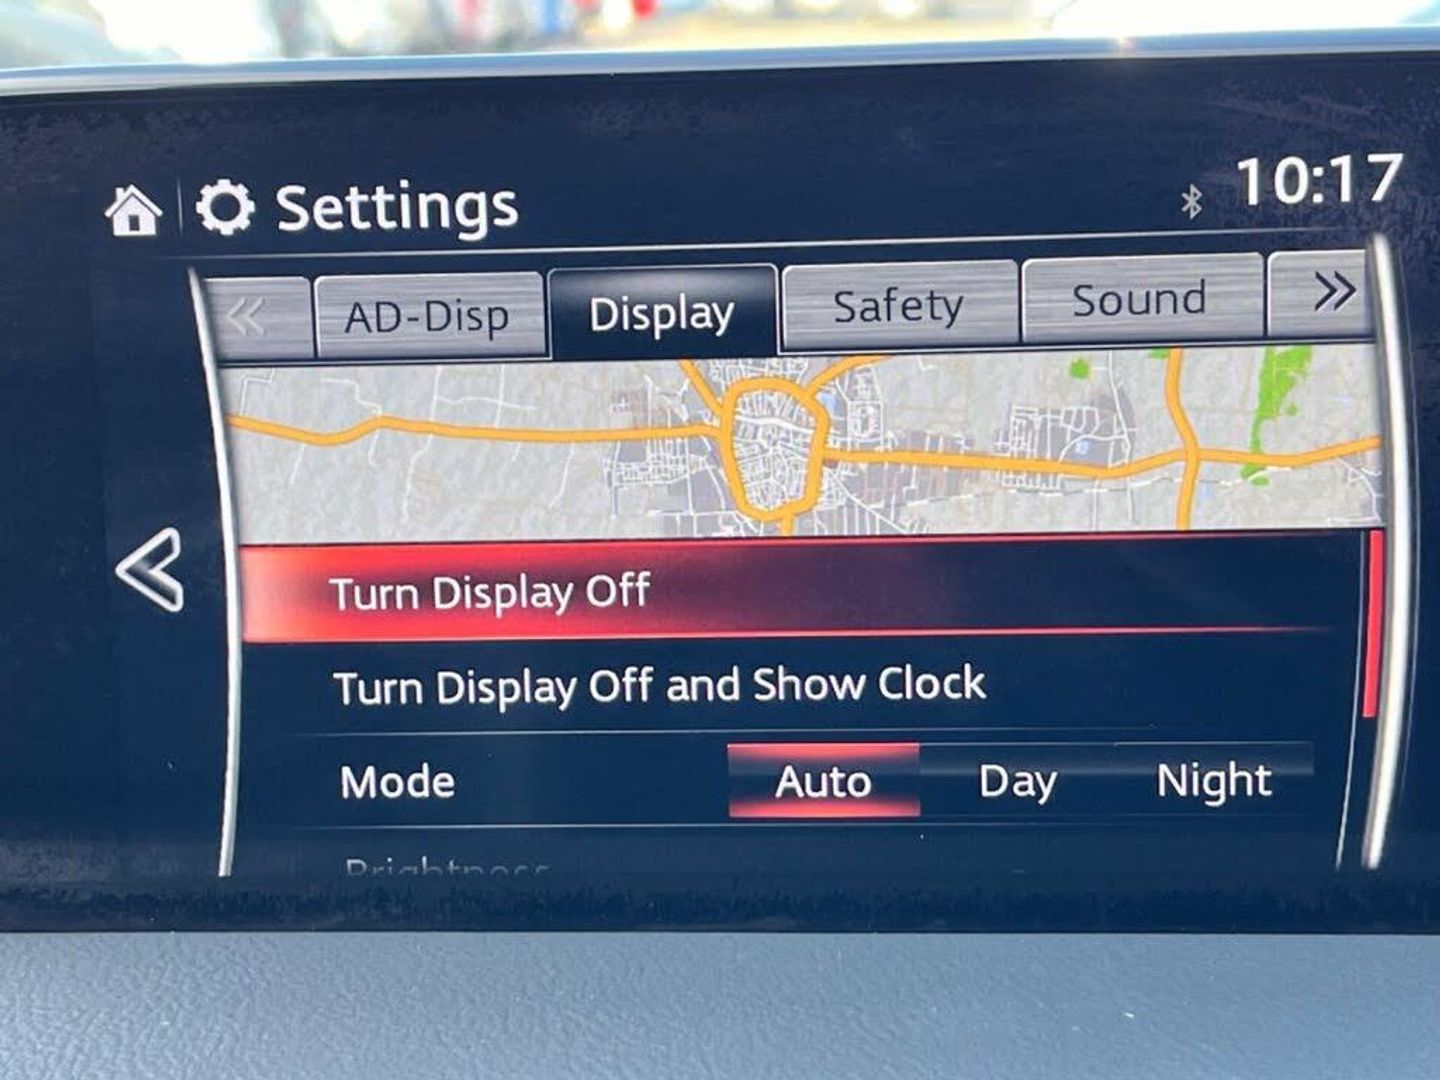 Settings
10:17
« AD-Disp Display Safety Sound »
Turn Display Off
Turn Display Off and Show Clock
Mode Auto Day Night
Brightness